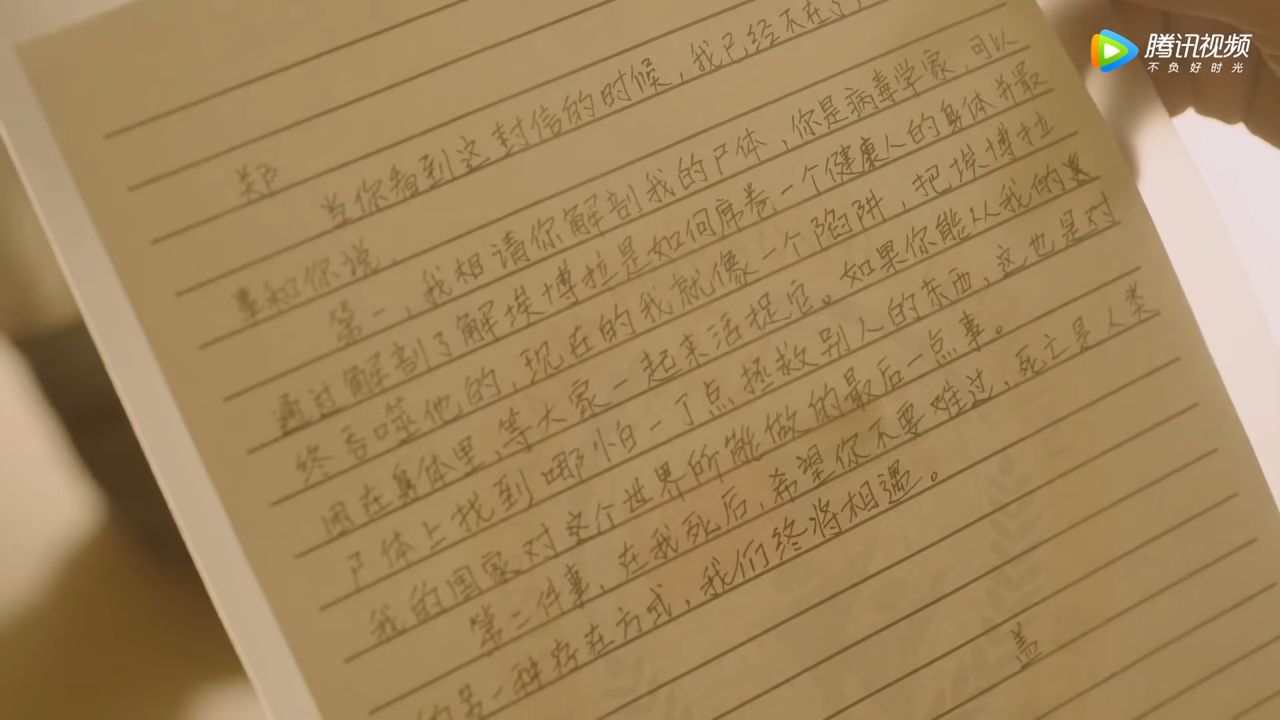 腾讯视频
不负好时光
郑
当你看到这封信的时候,我已经不在了,
事和你说.
第一,我相请你解剖我的尸体,你是病毒学家,可以
通过解剖了解埃博拉是如何席卷一个健康人的身体并最
终吞噬他的,现在的我就像一个陷阱,把埃博拉
困在身体里,等大家一起来活捉它。如果你能从我的
尸体上找到哪怕一丁点拯救别人的东西,这也是对
我的国家对这个世界所能做的最后一点事。
第二件事,在我死后,希望你不要难过,死亡是人类
的另一种存在方式,我们终将相遇。
盖